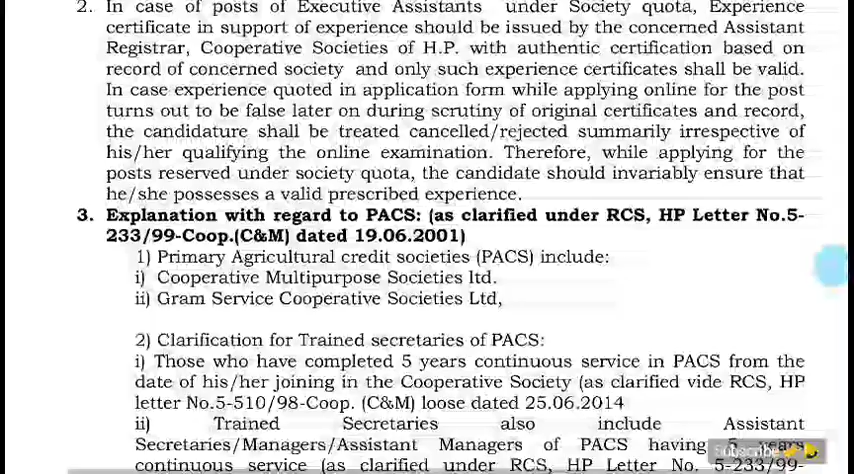 2. In case of posts of Executive Assistants under Society quota, Experience
certificate in support of experience should be issued by the concerned Assistant
Registrar, Cooperative Societies of H.P. with authentic certification based on
record of concerned society and only such experience certificates shall be valid.
In case experience quoted in application form while applying online for the post
turns out to be false later on during scrutiny of original certificates and record,
the candidature shall be treated cancelled/rejected summarily irrespective of
his/her qualifying the online examination. Therefore, while applying for the
posts reserved under society quota, the candidate should invariably ensure that
he/she possesses a valid prescribed experience.
3. Explanation with regard to PACS: (as clarified under RCS, HP Letter No.5-
233/99-Coop.(C&M) dated 19.06.2001)
1) Primary Agricultural credit societies (PACS) include:
i) Cooperative Multipurpose Societies ltd.
ii) Gram Service Cooperative Societies Ltd,
2) Clarification for Trained secretaries of PACS:
i) Those who have completed 5 years continuous service in PACS from the
date of his/her joining in the Cooperative Society (as clarified vide RCS, HP
letter No.5-510/98-Coop. (C&M) loose dated 25.06.2014
ii) Trained Secretaries also include Assistant
Secretaries/Managers/Assistant Managers of PACS having 5 years
Subscribe
continuous service (as clarified under RCS, HP Letter No. 5-233/99-